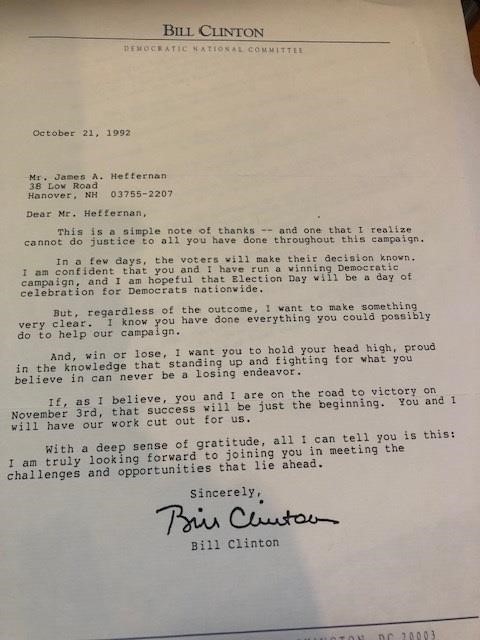 BILL CLINTON
DEMOCRATIC NATIONAL COMMITTEE
October 21, 1992
Mr. James A. Heffernan
38 Low Road
Hanover, NH 03755-2207
Dear Mr. Heffernan,
This is a simple note of thanks -- and one that I realize
cannot do justice to all you have done throughout this campaign.
In a few days, the voters will make their decision known.
I am confident that you and I have run a winning Democratic
campaign, and I am hopeful that Election Day will be a day of
celebration for Democrats nationwide.
But, regardless of the outcome, I want to make something
very clear. I know you have done everything you could possibly
do to help our campaign.
And, win or lose, I want you to hold your head high, proud
in the knowledge that standing up and fighting for what you
believe in can never be a losing endeavor.
If, as I believe, you and I are on the road to victory on
November 3rd, that success will be just the beginning. You and I
will have our work cut out for us.
With a deep sense of gratitude, all I can tell you is this:
I am truly looking forward to joining you in meeting the
challenges and opportunities that lie ahead.
Sincerely,
Bill Clinton
Bill Clinton
DC 20003